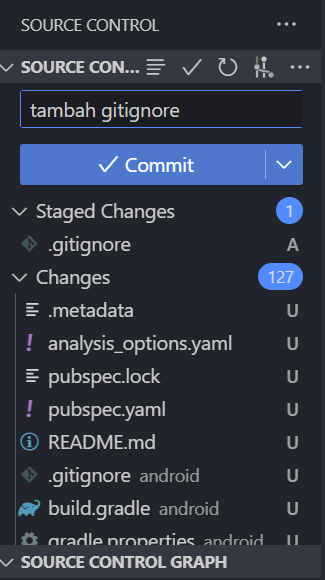 SOURCE CONTROL ...
SOURCE CON...
tambah gitignore
Commit
Staged Changes 1
.gitignore A
Changes 127
.metadata U
! analysis_options.yaml U
pubspec.lock U
! pubspec.yaml U
README.md U
.gitignore android U
build.gradle android U
gradle.properties android U
SOURCE CONTROL GRAPH